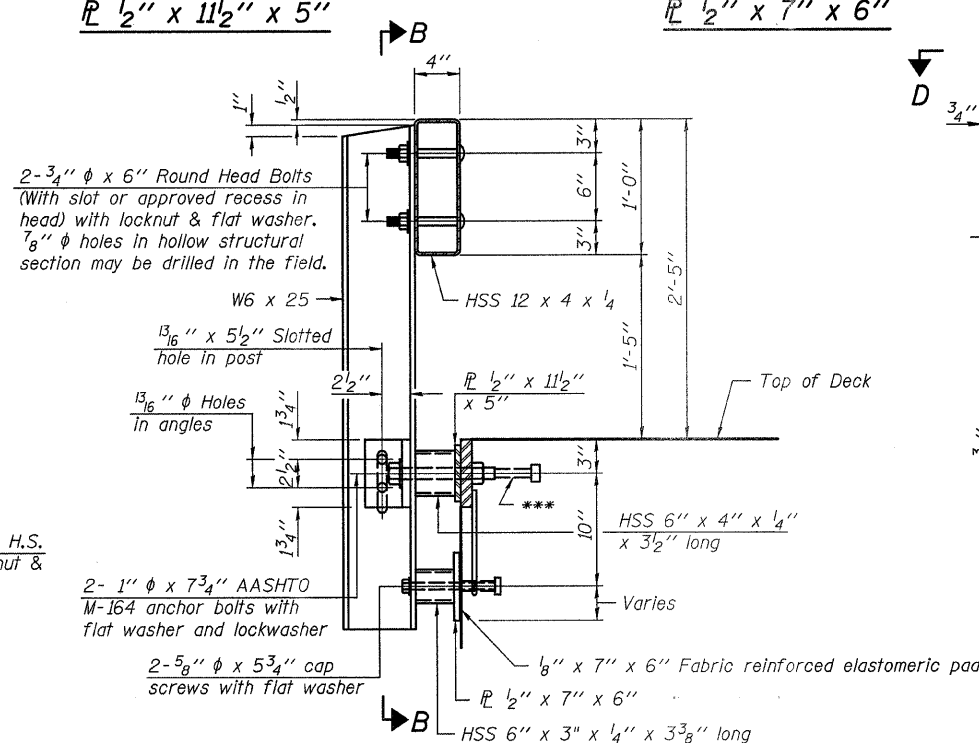 ℄ 1/2" x 11 1/2" x 5"
℄ 1/2" x 7" x 6"
B
4"
D
1"
1/2"
3/4"
3"
6"
3"
1'-0"
2'-5"
1'-5"
2-3/4" ϕ x 6" Round Head Bolts
(With slot or approved recess in
head) with locknut & flat washer.
7/8" ϕ holes in hollow structural
section may be drilled in the field.
W6 x 25
HSS 12 x 4 x 1/4
13/16" x 5 1/2" Slotted
hole in post
2 1/2"
℄ 1/2" x 11 1/2"
x 5"
Top of Deck
13/16" ϕ Holes
in angles
1 3/4"
2 1/2"
1 3/4"
3"
10"
***
HSS 6" x 4" x 1/4"
x 3 1/2" long
H.S.
nut &
2- 1" ϕ x 7 3/4" AASHTO
M-164 anchor bolts with
flat washer and lockwasher
Varies
2-5/8" ϕ x 5 3/4" cap
screws with flat washer
1/8" x 7" x 6" Fabric reinforced elastomeric pad
℄ 1/2" x 7" x 6"
B
HSS 6" x 3" x 1/4" x 3 3/8" long